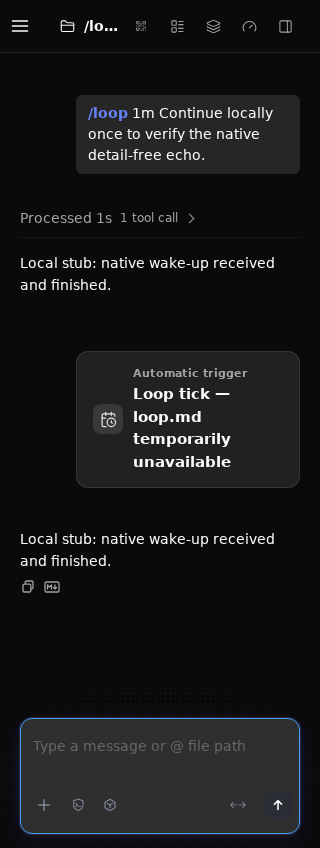 /lo...
/loop 1m Continue locally
once to verify the native
detail-free echo.
Processed 1s 1 tool call
Local stub: native wake-up received
and finished.
Automatic trigger
Loop tick —
loop.md
temporarily
unavailable
Local stub: native wake-up received
and finished.
M↓
Type a message or @ file path